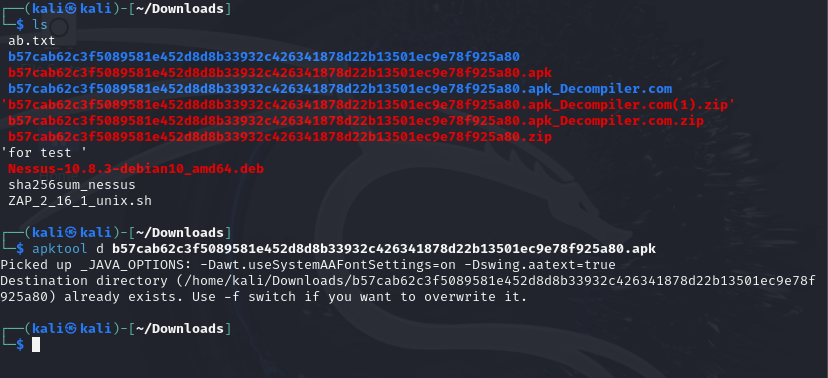 ┌──(kali㉿kali)-[~/Downloads]
└─$ ls
ab.txt
b57cab62c3f5089581e452d8d8b33932c426341878d22b13501ec9e78f925a80
b57cab62c3f5089581e452d8d8b33932c426341878d22b13501ec9e78f925a80.apk
b57cab62c3f5089581e452d8d8b33932c426341878d22b13501ec9e78f925a80.apk_Decompiler.com
'b57cab62c3f5089581e452d8d8b33932c426341878d22b13501ec9e78f925a80.apk_Decompiler.com(1).zip'
b57cab62c3f5089581e452d8d8b33932c426341878d22b13501ec9e78f925a80.apk_Decompiler.com.zip
b57cab62c3f5089581e452d8d8b33932c426341878d22b13501ec9e78f925a80.zip
'for test '
Nessus-10.8.3-debian10_amd64.deb
sha256sum_nessus
ZAP_2_16_1_unix.sh
┌──(kali㉿kali)-[~/Downloads]
└─$ apktool d b57cab62c3f5089581e452d8d8b33932c426341878d22b13501ec9e78f925a80.apk
Picked up _JAVA_OPTIONS: -Dawt.useSystemAAFontSettings=on -Dswing.aatext=true
Destination directory (/home/kali/Downloads/b57cab62c3f5089581e452d8d8b33932c426341878d22b13501ec9e78f
925a80) already exists. Use -f switch if you want to overwrite it.
┌──(kali㉿kali)-[~/Downloads]
└─$